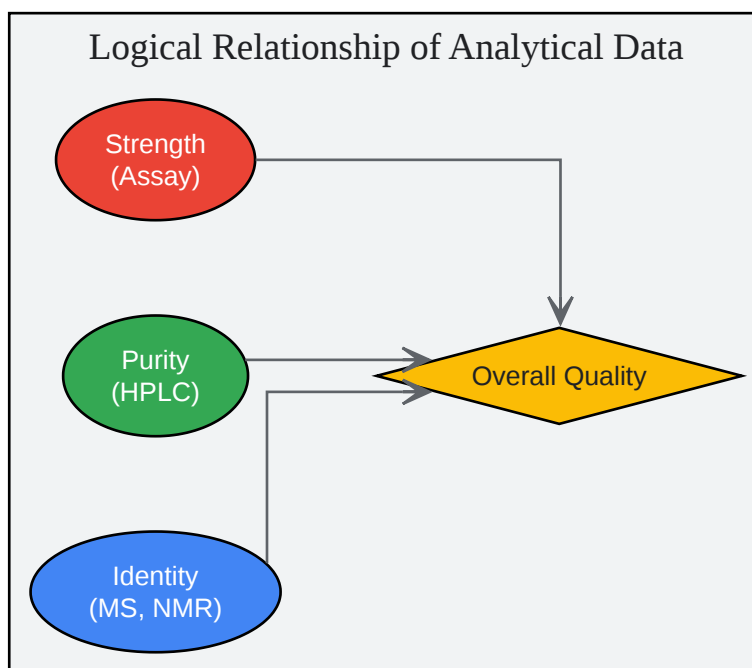 Logical Relationship of Analytical Data
Strength
(Assay)
Purity
(HPLC)
Overall Quality
Identity
(MS, NMR)